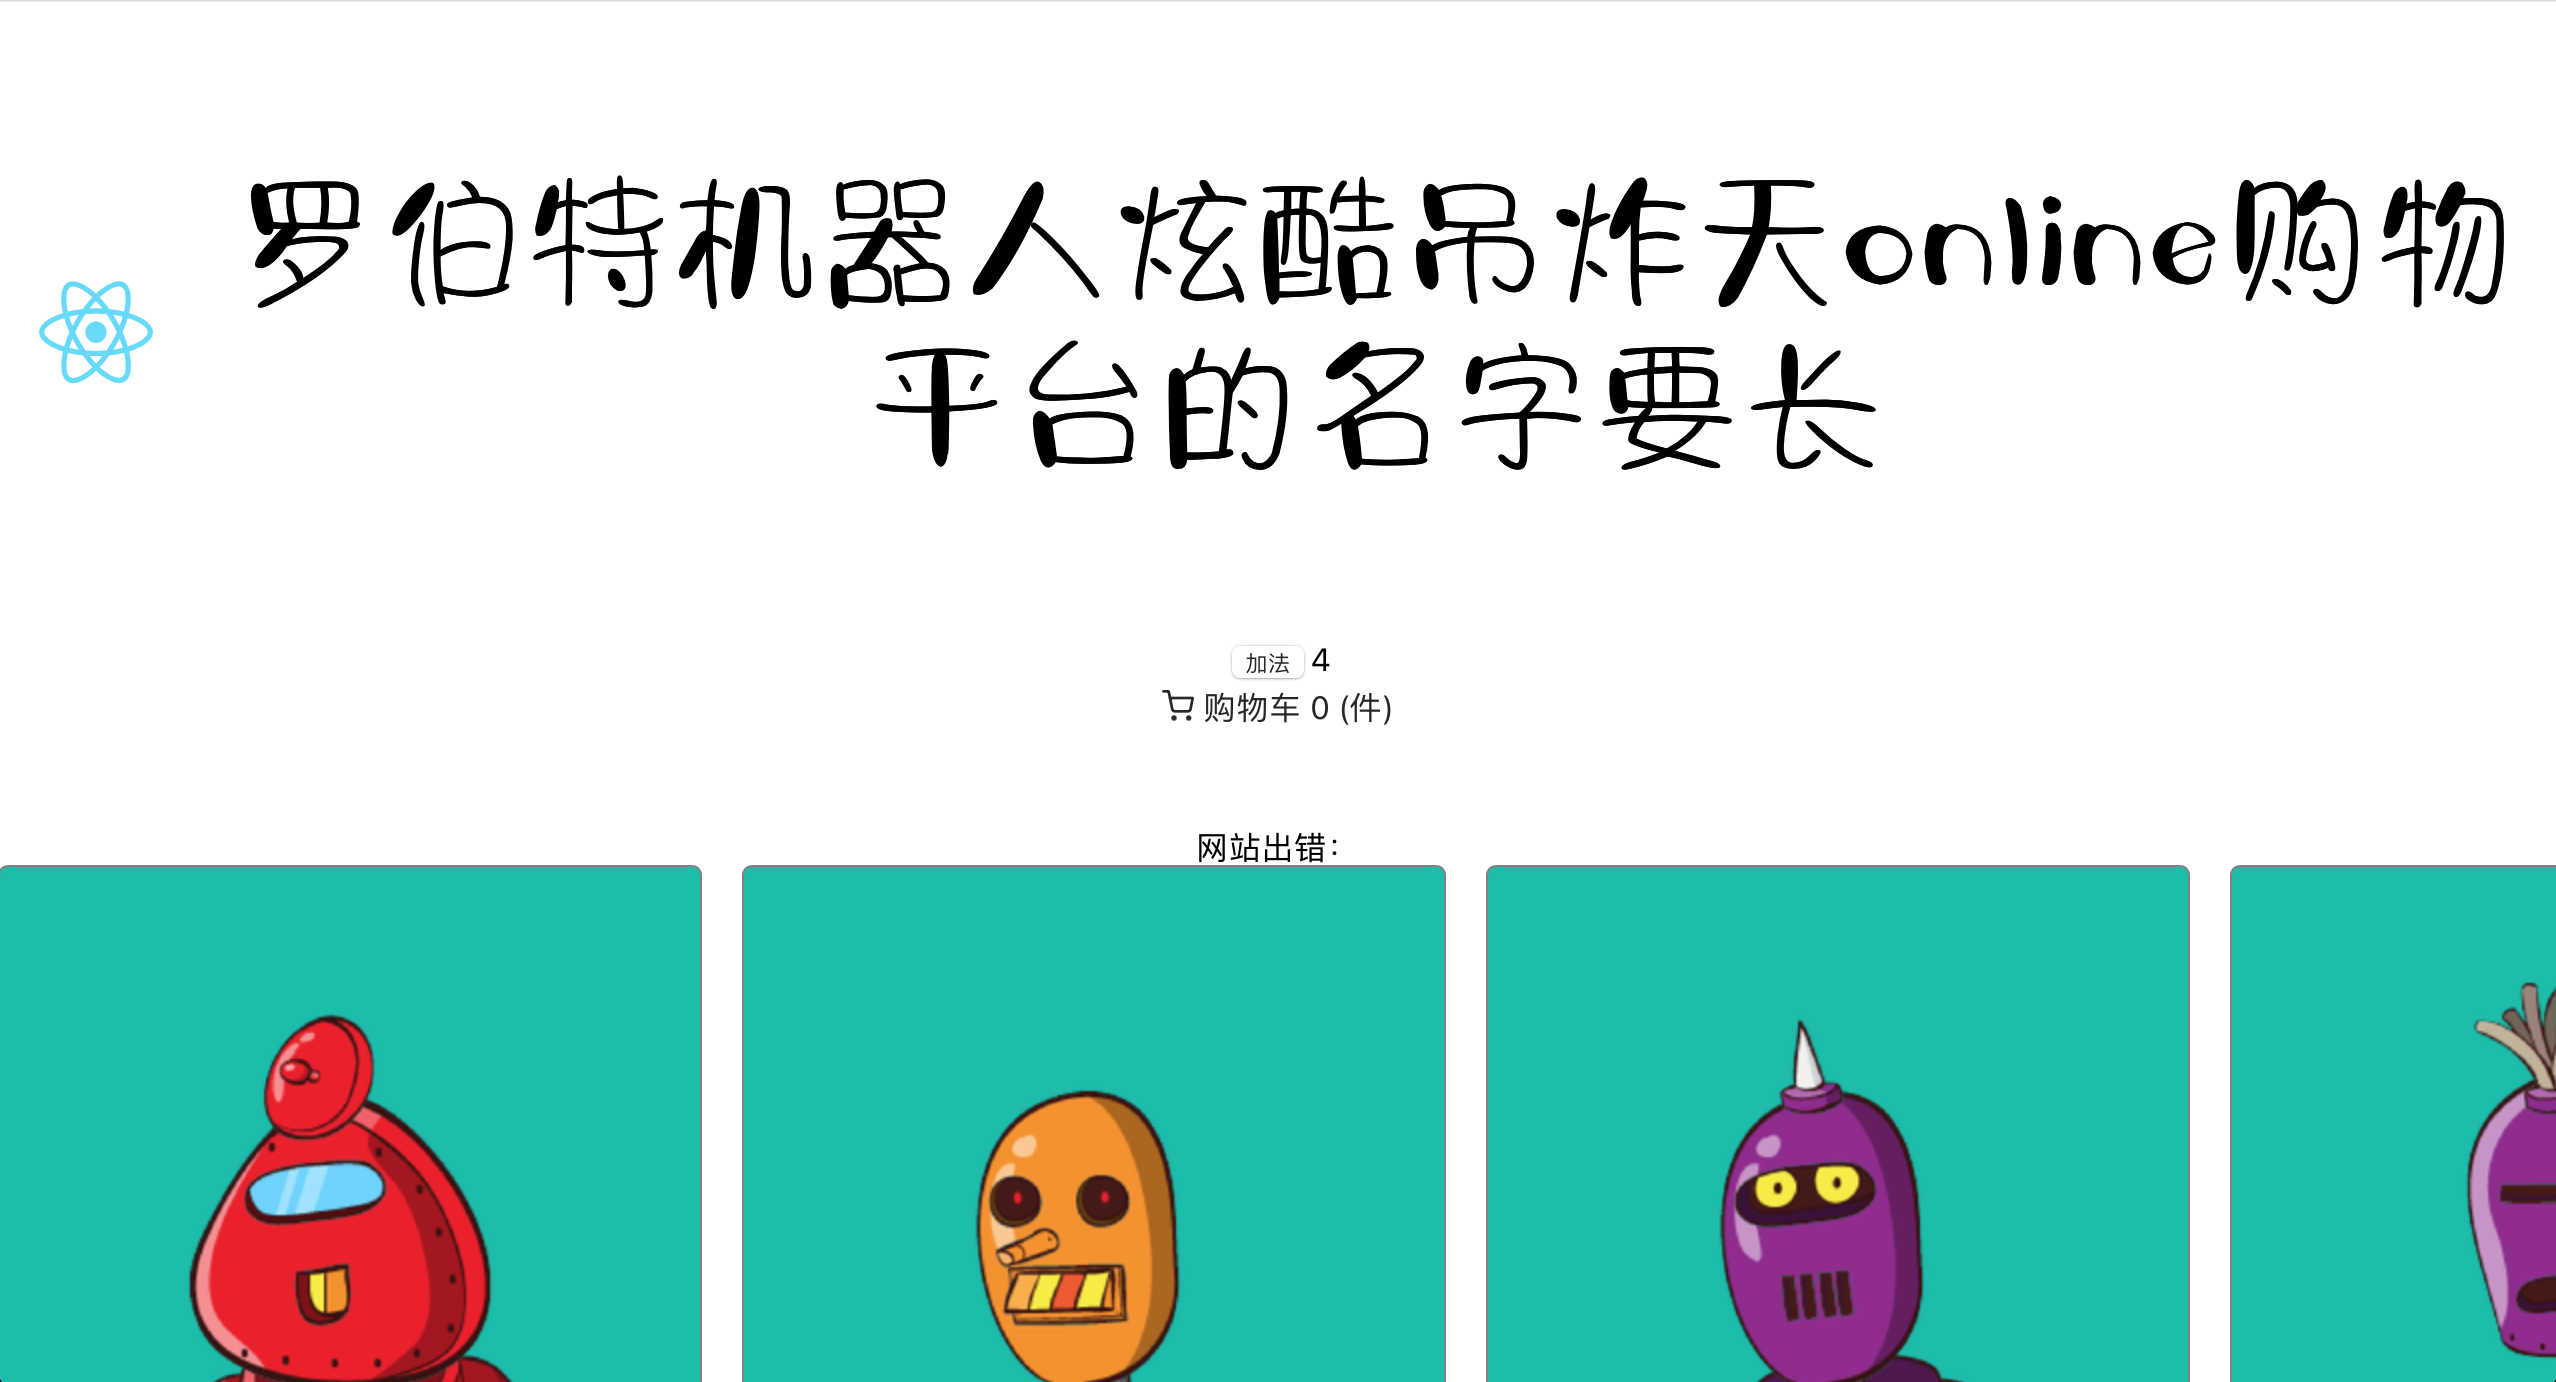 罗伯特机器人炫酷吊炸天online购物
平台的名字要长
加法 4
购物车 0 (件)
网站出错: